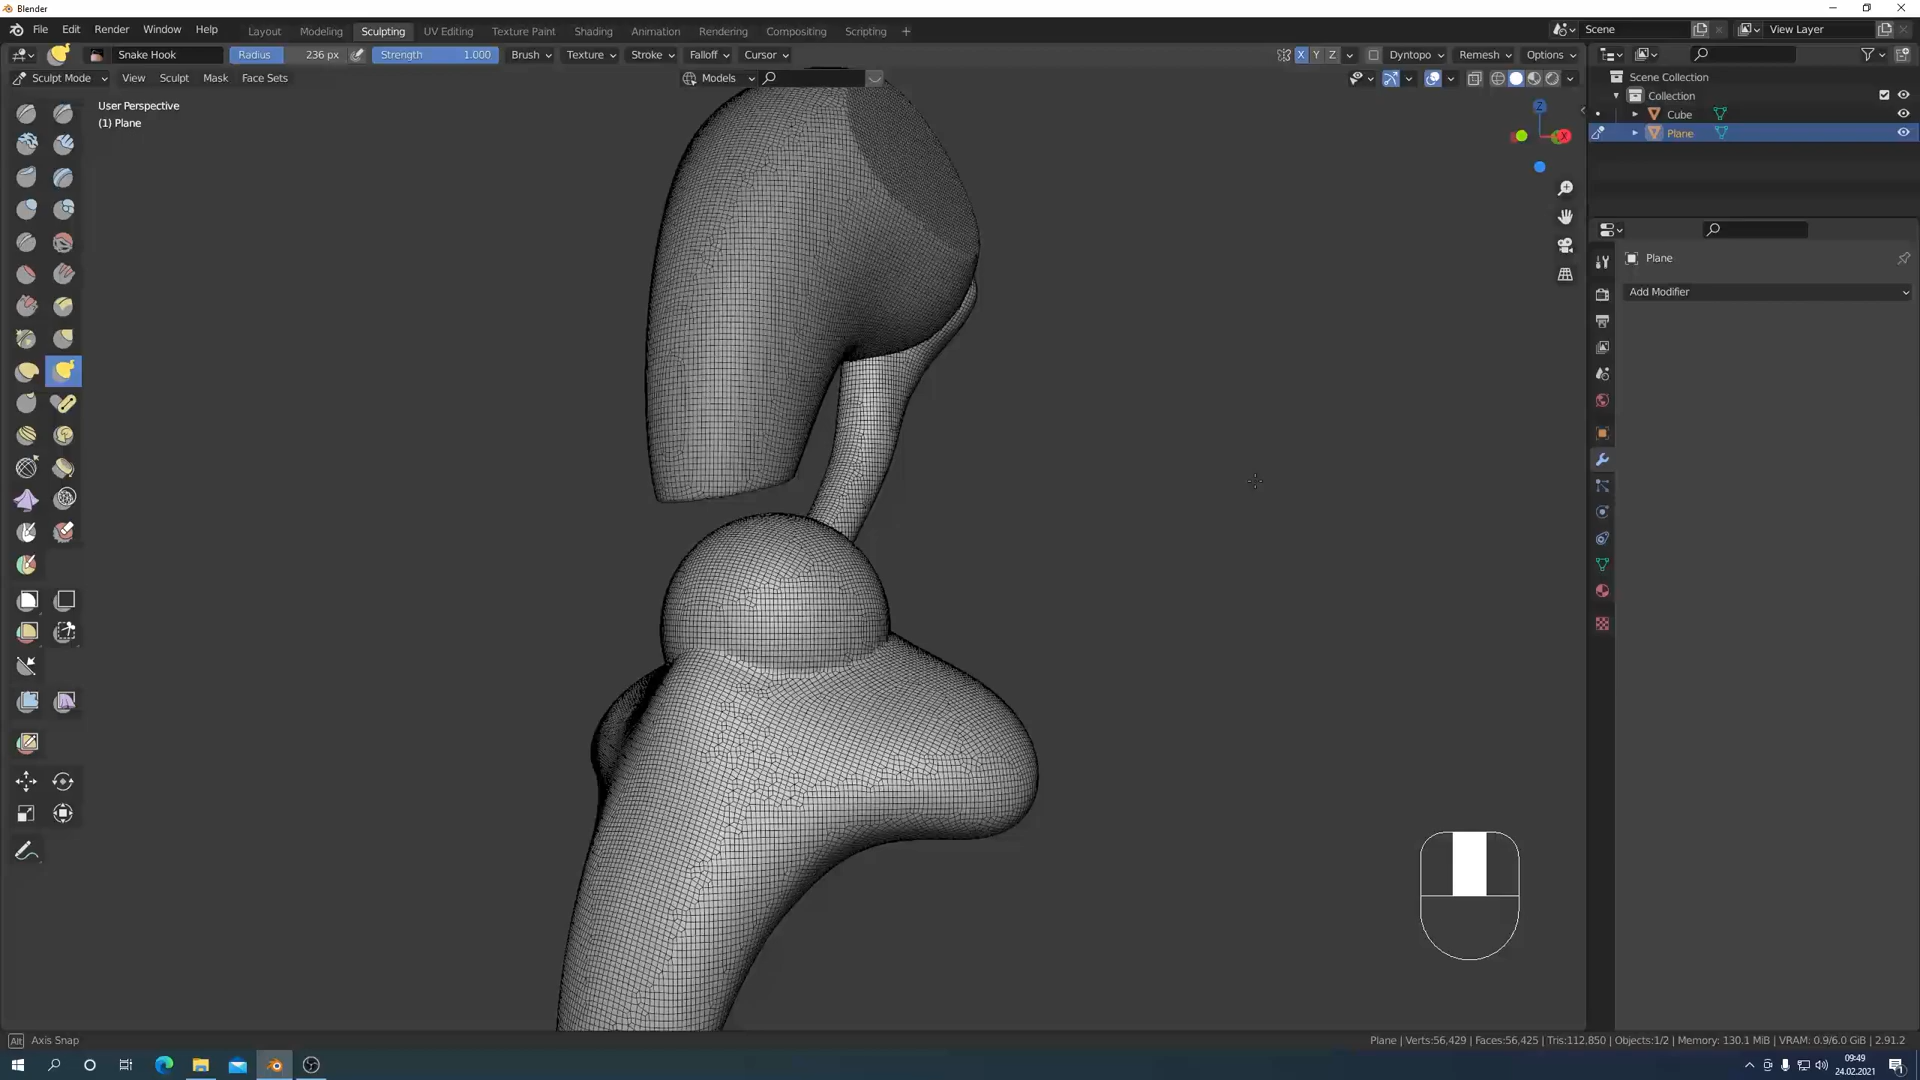 Blender
File Edit Render Window Help Layout Modeling Sculpting UV Editing Texture Paint Shading Animation Rendering Compositing Scripting + Scene View Layer
Snake Hook Radius 236 px Strength 1.000 Brush Texture Stroke Falloff Cursor X Y Z Dyntopo Remesh Options
Sculpt Mode View Sculpt Mask Face Sets Models
Scene Collection
Collection
Cube
Plane
User Perspective
(1) Plane
Z
X
Plane
Add Modifier
Alt Axis Snap
Plane | Verts:56,429 | Faces:56,425 | Tris:112,850 | Objects:1/2 | Memory: 130.1 MiB | VRAM: 0.9/6.0 GiB | 2.91.2
09:49
24.02.2021